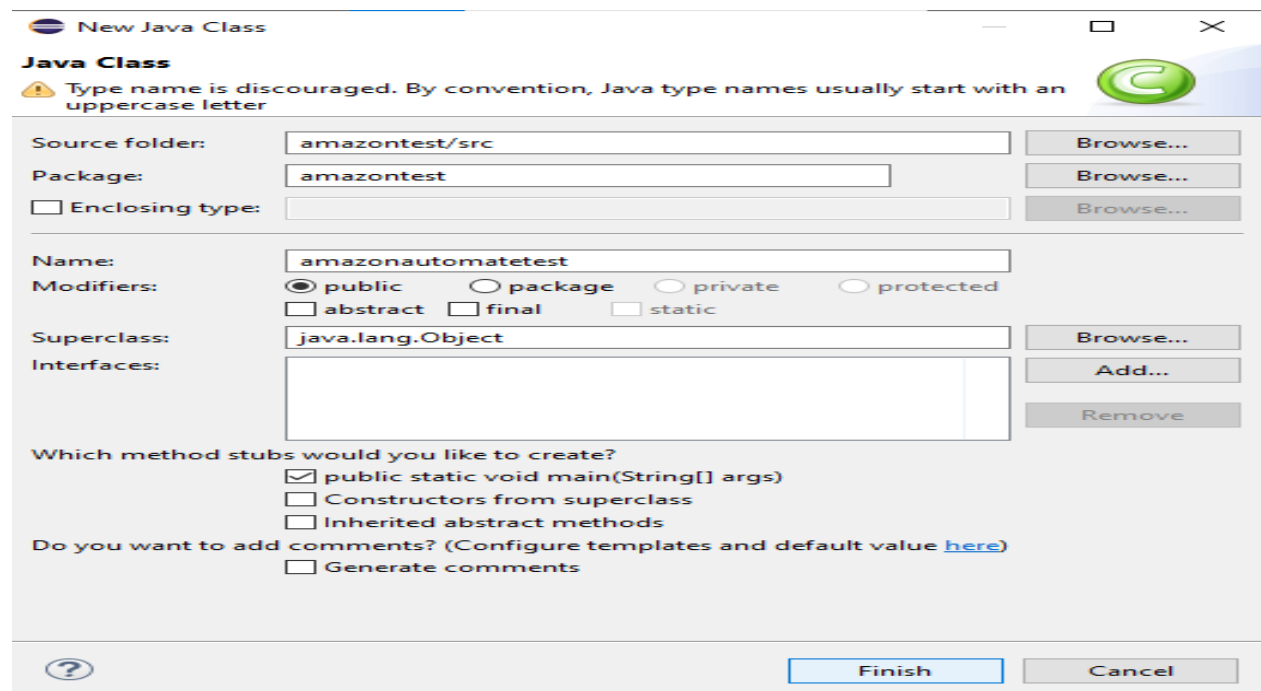 New Java Class
Java Class
Type name is discouraged. By convention, Java type names usually start with an
uppercase letter
Source folder: amazontest/src Browse...
Package: amazontest Browse...
Enclosing type: Browse...
Name: amazonautomatetest
Modifiers: public package private protected
abstract final static
Superclass: java.lang.Object Browse...
Interfaces: Add...
Remove
Which method stubs would you like to create?
public static void main(String[] args)
Constructors from superclass
Inherited abstract methods
Do you want to add comments? (Configure templates and default value here)
Generate comments
? Finish Cancel